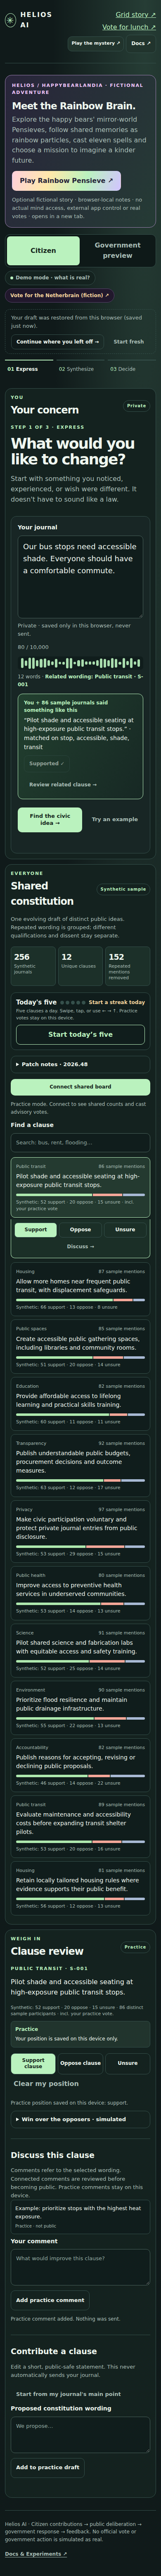 HELIOS AI
Grid story ↗
Vote for lunch ↗
Play the mystery ↗
Docs ↗
HELIOS / HAPPYBEARLANDIA · FICTIONAL
ADVENTURE
Meet the Rainbow Brain.
Explore the happy bears' mirror-world
Pensieves, follow shared memories as
rainbow particles, cast eleven spells and
choose a mission to imagine a kinder
future.
Play Rainbow Pensieve ↗
Optional fictional story · browser-local notes · no
actual mind access, external app control or real
votes · opens in a new tab.
Citizen
Government
preview
Demo mode · what is real?
Vote for the Netherbrain (fiction) ↗
Your draft was restored from this browser (saved
just now).
Continue where you left off →
Start fresh
01 Express
02 Synthesize
03 Decide
YOU
Your concern
Private
STEP 1 OF 3 · EXPRESS
What would you
like to change?
Start with something you noticed,
experienced, or wish were different. It
doesn't have to sound like a law.
Your journal
Our bus stops need accessible
shade. Everyone should have
a comfortable commute.
Private · saved only in this browser, never
sent.
80 / 10,000
12 words · Related wording: Public transit · S-
001
You + 86 sample journals said
something like this
"Pilot shade and accessible seating at
high-exposure public transit stops." ·
matched on stop, accessible, shade,
transit
Supported ✓
Review related clause →
Find the civic
idea →
Try an example
EVERYONE
Shared
constitution
Synthetic sample
One evolving draft of distinct public ideas.
Repeated wording is grouped; different
qualifications and dissent stay separate.
256
Synthetic
journals
12
Unique clauses
152
Repeated
mentions
removed
Today's five
Start a streak today
Five clauses a day. Swipe, tap, or use ← → ↑. Practice
votes stay on this device.
Start today's five
▸ Patch notes · 2026.48
Connect shared board
Practice mode. Connect to see shared counts and cast
advisory votes.
Find a clause
Search: bus, rent, flooding...
Public transit
86 sample mentions
Pilot shade and accessible seating at
high-exposure public transit stops.
Synthetic: 52 support · 20 oppose · 15 unsure · incl.
your practice vote
Support
Oppose
Unsure
Discuss →
Housing
87 sample mentions
Allow more homes near frequent public
transit, with displacement safeguards.
Synthetic: 66 support · 13 oppose · 8 unsure
Public spaces
85 sample mentions
Create accessible public gathering spaces,
including libraries and community rooms.
Synthetic: 51 support · 20 oppose · 14 unsure
Education
82 sample mentions
Provide affordable access to lifelong
learning and practical skills training.
Synthetic: 60 support · 11 oppose · 11 unsure
Transparency
92 sample mentions
Publish understandable public budgets,
procurement decisions and outcome
measures.
Synthetic: 63 support · 12 oppose · 17 unsure
Privacy
97 sample mentions
Make civic participation voluntary and
protect private journal entries from public
disclosure.
Synthetic: 53 support · 29 oppose · 15 unsure
Public health
80 sample mentions
Improve access to preventive health
services in underserved communities.
Synthetic: 53 support · 14 oppose · 13 unsure
Science
91 sample mentions
Pilot shared science and fabrication labs
with equitable access and safety training.
Synthetic: 52 support · 25 oppose · 14 unsure
Environment
90 sample mentions
Prioritize flood resilience and maintain
public drainage infrastructure.
Synthetic: 55 support · 22 oppose · 13 unsure
Accountability
82 sample mentions
Publish reasons for accepting, revising or
declining public proposals.
Synthetic: 46 support · 14 oppose · 22 unsure
Public transit
89 sample mentions
Evaluate maintenance and accessibility
costs before expanding transit shelter
pilots.
Synthetic: 53 support · 20 oppose · 16 unsure
Housing
81 sample mentions
Retain locally tailored housing rules where
evidence supports their public benefit.
Synthetic: 56 support · 12 oppose · 13 unsure
WEIGH IN
Clause review
Practice
PUBLIC TRANSIT · S-001
Pilot shade and accessible seating at
high-exposure public transit stops.
Synthetic: 52 support · 20 oppose · 15 unsure · 86 distinct
sample participants · incl. your practice vote.
Practice
Your position is saved on this device only.
Support
clause
Oppose clause
Unsure
Clear my position
Practice position saved on this device: support.
▸ Win over the opposers · simulated
Discuss this clause
Comments refer to the selected wording.
Connected comments are reviewed before
becoming public. Practice comments stay on this
device.
Example: prioritize stops with the highest heat
exposure.
Practice · not public
Your comment
What would improve this clause?
Add practice comment
Practice comment added. Nothing was sent.
Contribute a clause
Edit a short, public-safe statement. This never
automatically sends your journal.
Start from my journal's main point
Proposed constitution wording
We propose...
Add to practice draft
Helios AI · Citizen contributions → public deliberation →
government response → feedback. No official vote or
government action is simulated as real.
Docs & Experiments ↗